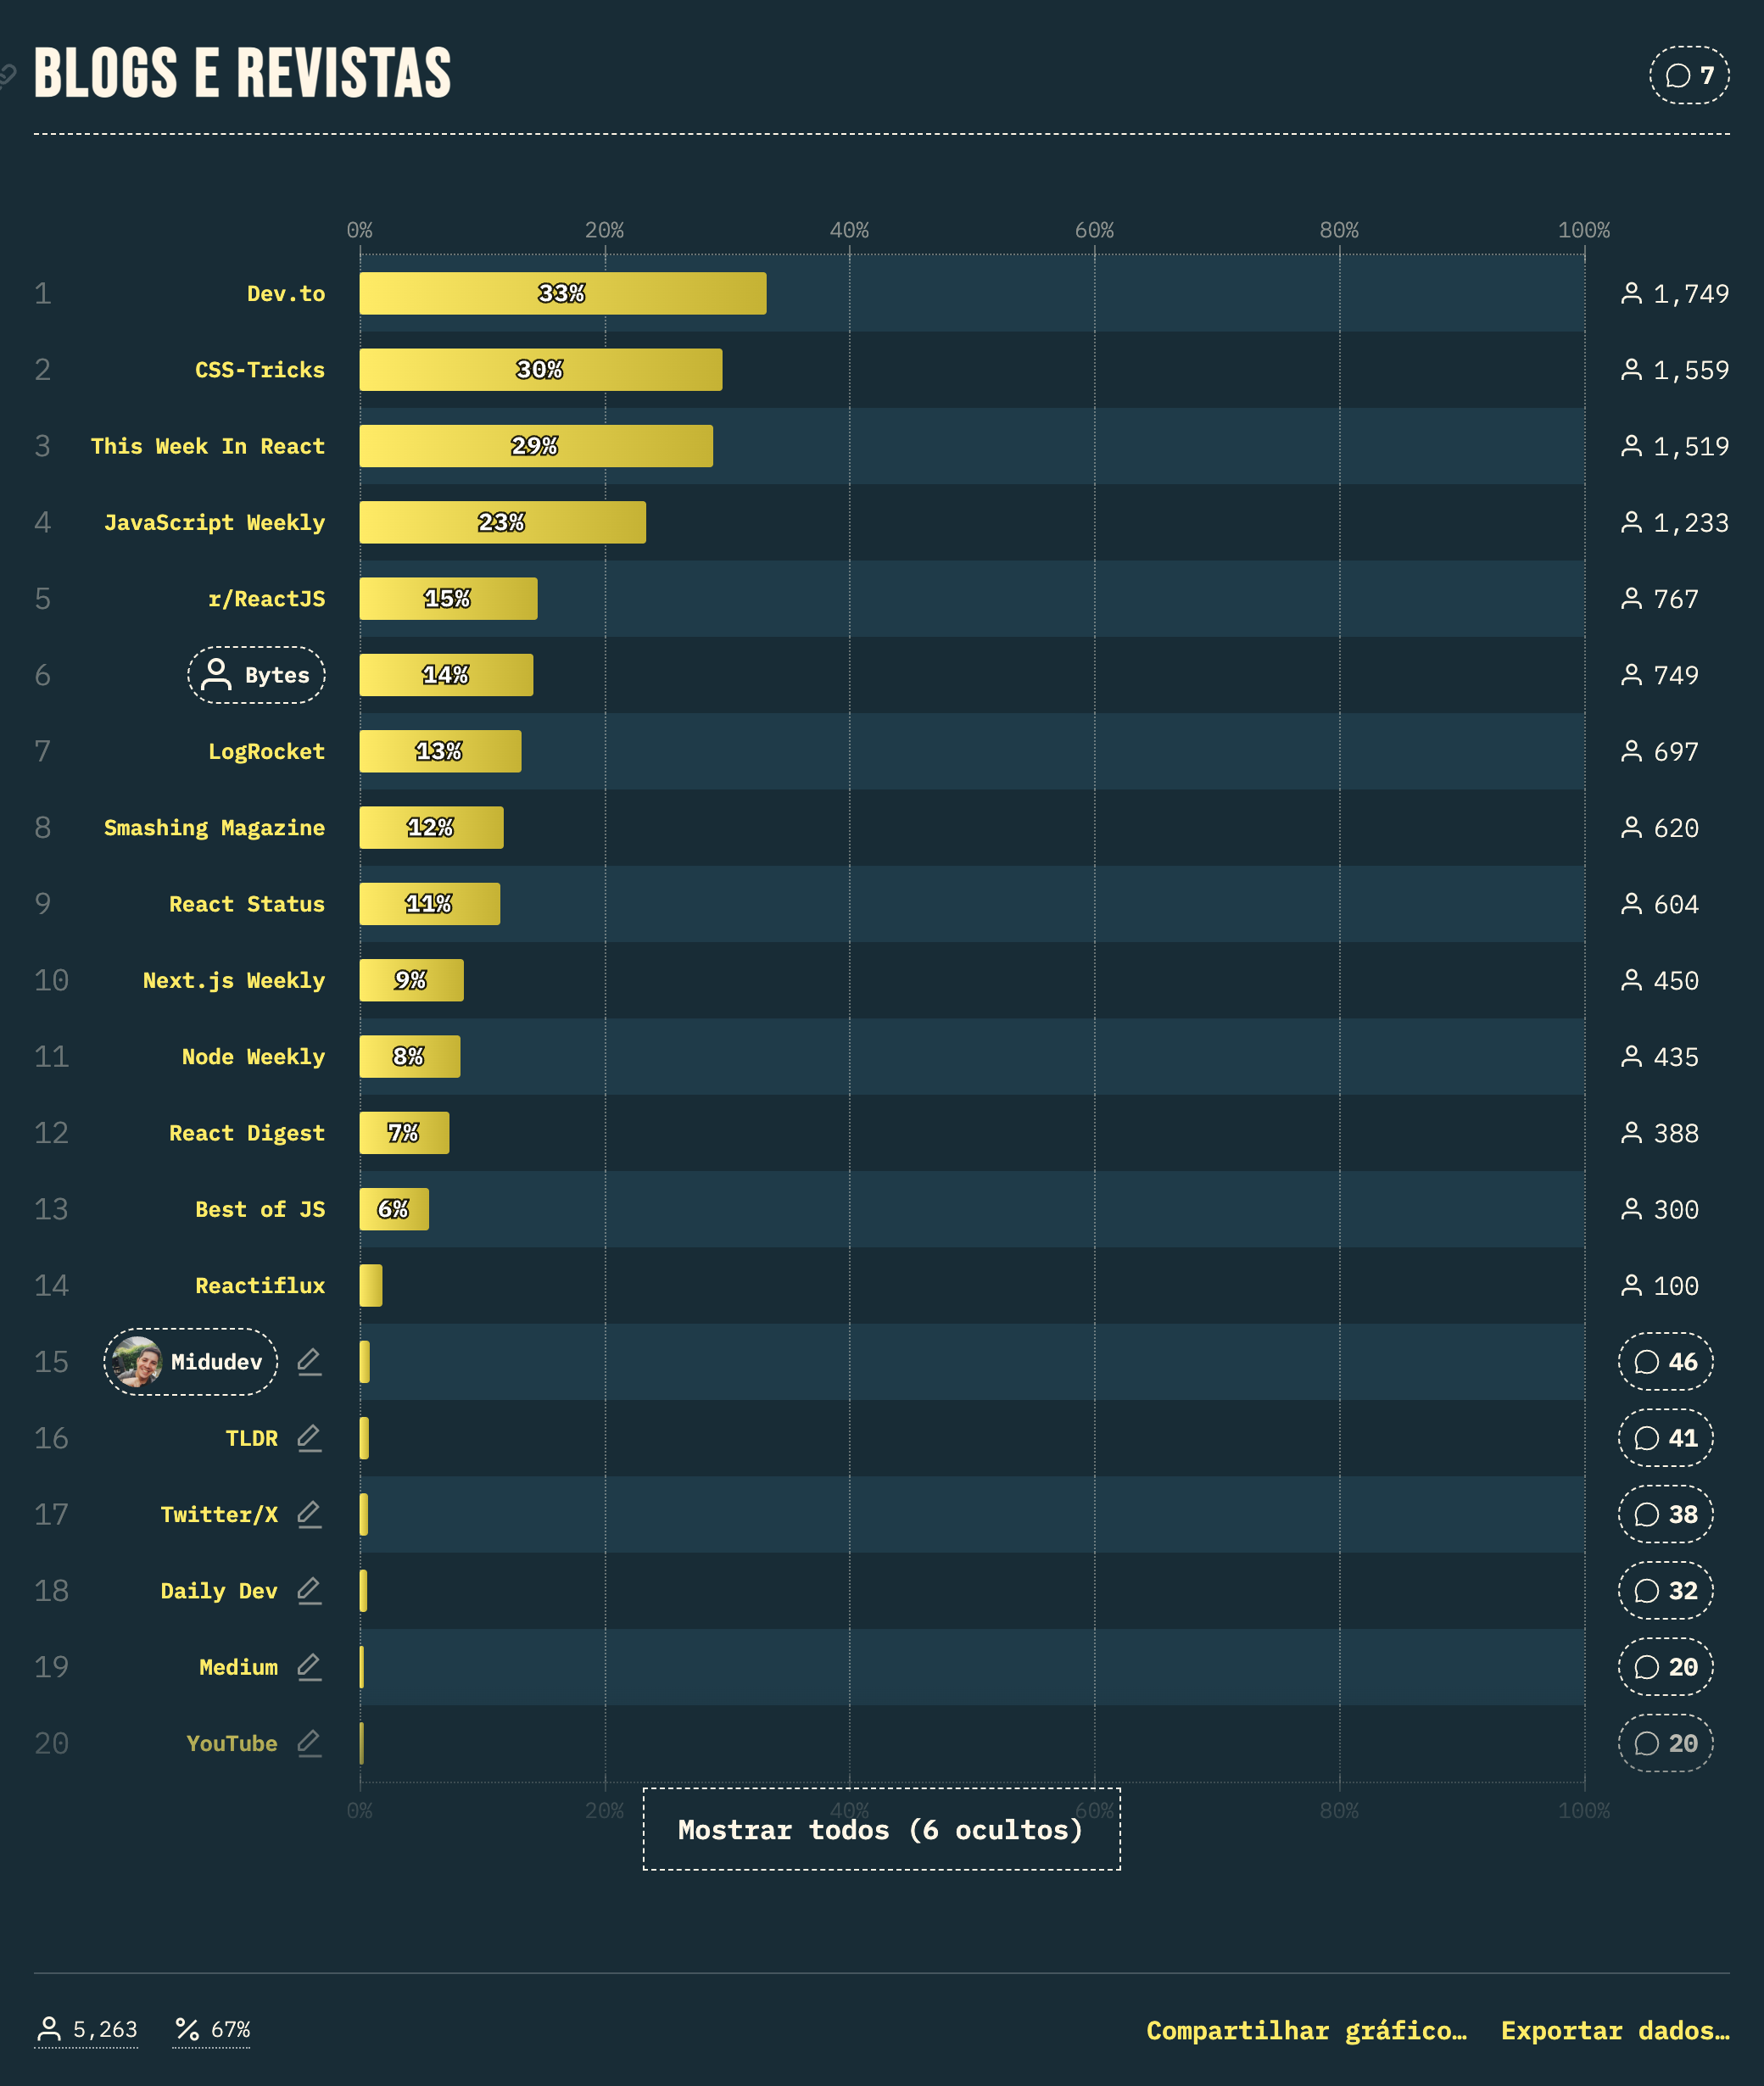 BLOGS E REVISTAS
7
0% 20% 40% 60% 80% 100%
1 Dev.to 33% 1,749
2 CSS-Tricks 30% 1,559
3 This Week In React 29% 1,519
4 JavaScript Weekly 23% 1,233
5 r/ReactJS 15% 767
6 Bytes 14% 749
7 LogRocket 13% 697
8 Smashing Magazine 12% 620
9 React Status 11% 604
10 Next.js Weekly 9% 450
11 Node Weekly 8% 435
12 React Digest 7% 388
13 Best of JS 6% 300
14 Reactiflux 100
15 Midudev 46
16 TLDR 41
17 Twitter/X 38
18 Daily Dev 32
19 Medium 20
20 YouTube 20
0% 20% 40% 60% 80% 100%
Mostrar todos (6 ocultos)
5,263 67% Compartilhar gráfico… Exportar dados…